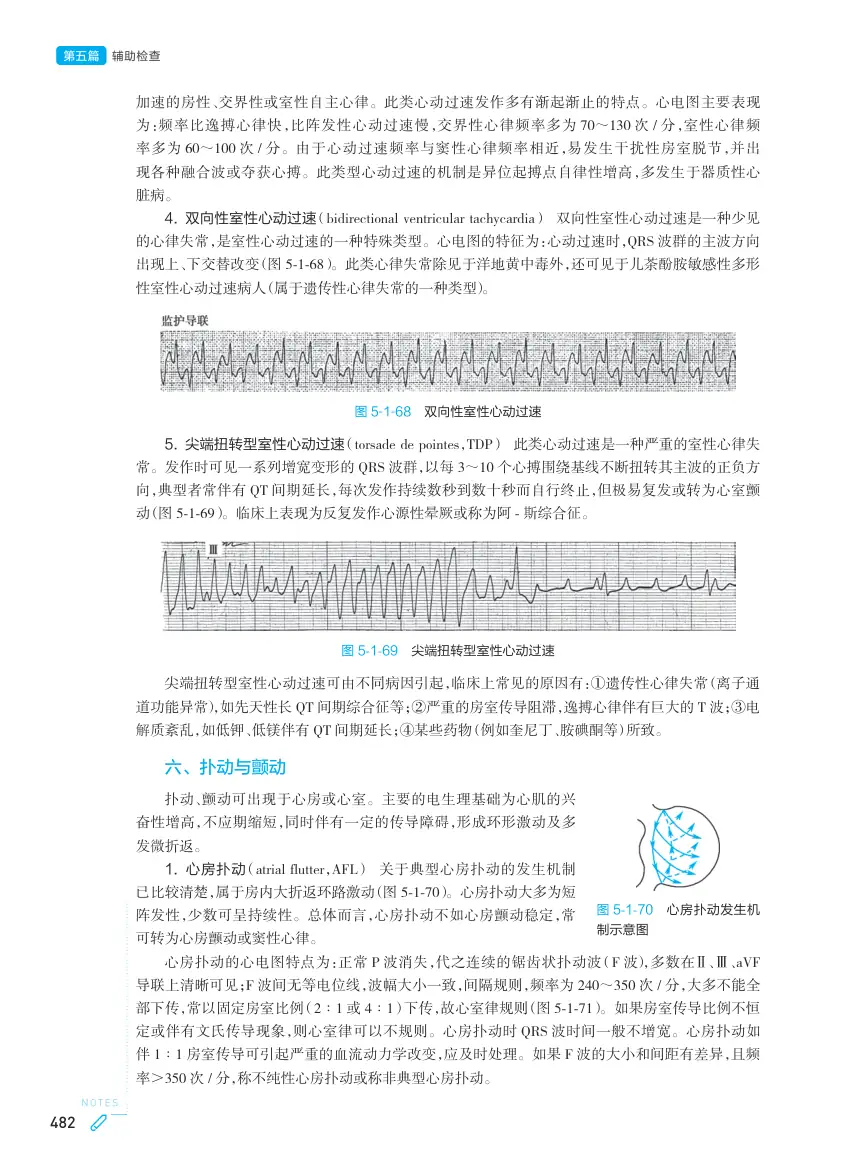 第五篇 辅助检查
加速的房性、交界性或室性自主心律。此类心动过速发作多有渐起渐止的特点。心电图主要表现
为：频率比逸搏心律快，比阵发性心动过速慢，交界性心律频率多为 70～130 次 / 分，室性心律频
率多为 60～100 次 / 分。由于心动过速频率与窦性心律频率相近，易发生干扰性房室脱节，并出
现各种融合波或夺获心搏。此类型心动过速的机制是异位起搏点自律性增高，多发生于器质性心
脏病。
4. 双向性室性心动过速（bidirectional ventricular tachycardia） 双向性室性心动过速是一种少见
的心律失常，是室性心动过速的一种特殊类型。心电图的特征为：心动过速时，QRS 波群的主波方向
出现上、下交替改变（图 5-1-68）。此类心律失常除见于洋地黄中毒外，还可见于儿茶酚胺敏感性多形
性室性心动过速病人（属于遗传性心律失常的一种类型）。
监护导联
图 5-1-68 双向性室性心动过速
5. 尖端扭转型室性心动过速（torsade de pointes，TDP） 此类心动过速是一种严重的室性心律失
常。发作时可见一系列增宽变形的 QRS 波群，以每 3～10 个心搏围绕基线不断扭转其主波的正负方
向，典型者常伴有 QT 间期延长，每次发作持续数秒到数十秒而自行终止，但极易复发或转为心室颤
动（图 5-1-69）。临床上表现为反复发作心源性晕厥或称为阿 - 斯综合征。
Ⅲ
图 5-1-69 尖端扭转型室性心动过速
尖端扭转型室性心动过速可由不同病因引起，临床上常见的原因有：①遗传性心律失常（离子通
道功能异常），如先天性长 QT 间期综合征等；②严重的房室传导阻滞，逸搏心律伴有巨大的 T 波；③电
解质紊乱，如低钾、低镁伴有 QT 间期延长；④某些药物（例如奎尼丁、胺碘酮等）所致。
六、扑动与颤动
扑动、颤动可出现于心房或心室。主要的电生理基础为心肌的兴
奋性增高，不应期缩短，同时伴有一定的传导障碍，形成环形激动及多
发微折返。
1. 心房扑动（atrial flutter，AFL） 关于典型心房扑动的发生机制
已比较清楚，属于房内大折返环路激动（图 5-1-70）。心房扑动大多为短
阵发性，少数可呈持续性。总体而言，心房扑动不如心房颤动稳定，常
可转为心房颤动或窦性心律。
图 5-1-70 心房扑动发生机
制示意图
心房扑动的心电图特点为：正常 P 波消失，代之连续的锯齿状扑动波（F 波），多数在Ⅱ、Ⅲ、aVF
导联上清晰可见；F 波间无等电位线，波幅大小一致，间隔规则，频率为 240～350 次 / 分，大多不能全
部下传，常以固定房室比例（2∶1 或 4∶1）下传，故心室律规则（图 5-1-71）。如果房室传导比例不恒
定或伴有文氏传导现象，则心室律可以不规则。心房扑动时 QRS 波时间一般不增宽。心房扑动如
伴 1∶1 房室传导可引起严重的血流动力学改变，应及时处理。如果 F 波的大小和间距有差异，且频
率＞350 次 / 分，称不纯性心房扑动或称非典型心房扑动。
NOTES
482